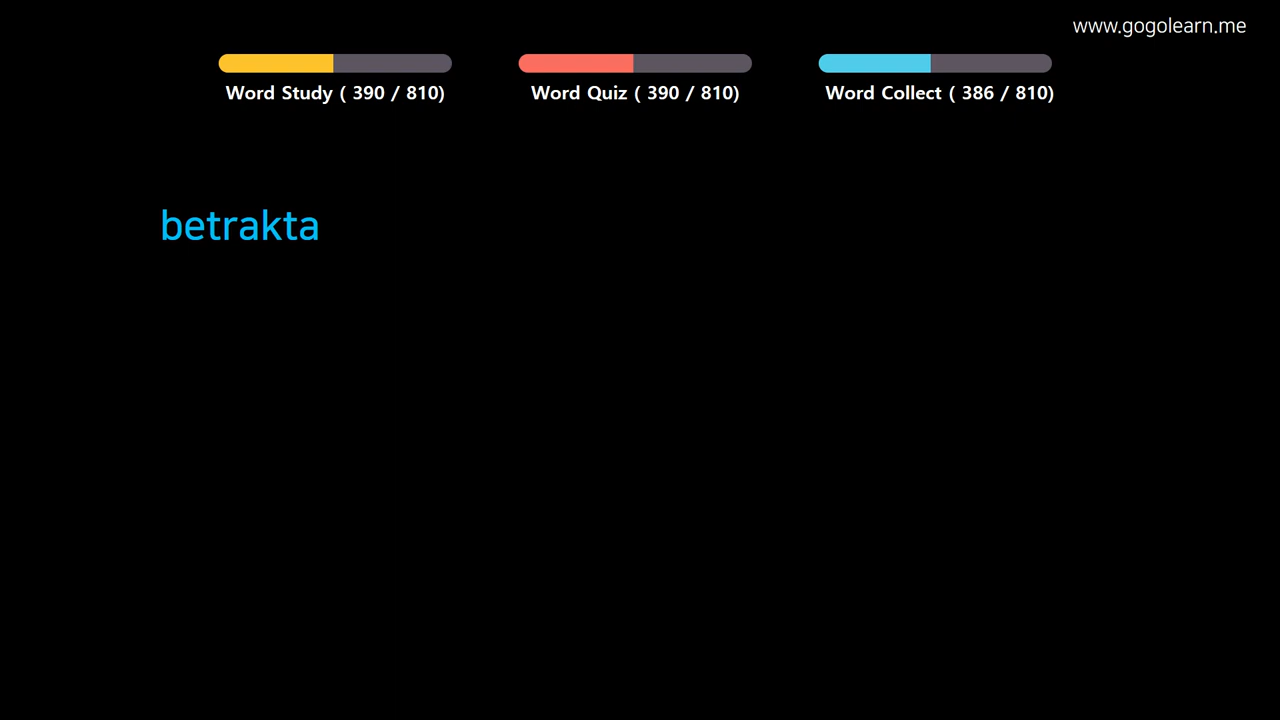 www.gogolearn.me
Word Study ( 390 / 810)
Word Quiz ( 390 / 810)
Word Collect ( 386 / 810)
betrakta